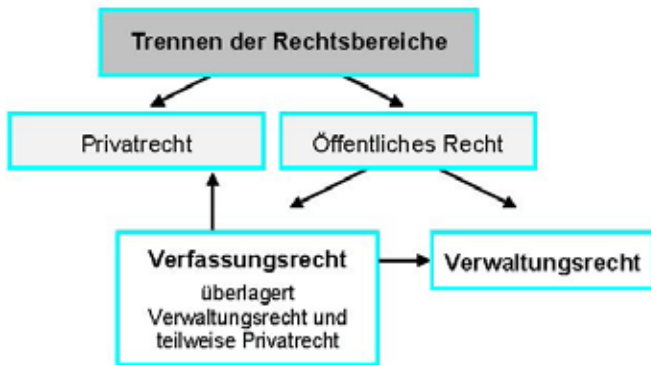 Trennen der Rechtsbereiche
Privatrecht
Öffentliches Recht
Verfassungsrecht
überlagert
Verwaltungsrecht und
teilweise Privatrecht
Verwaltungsrecht